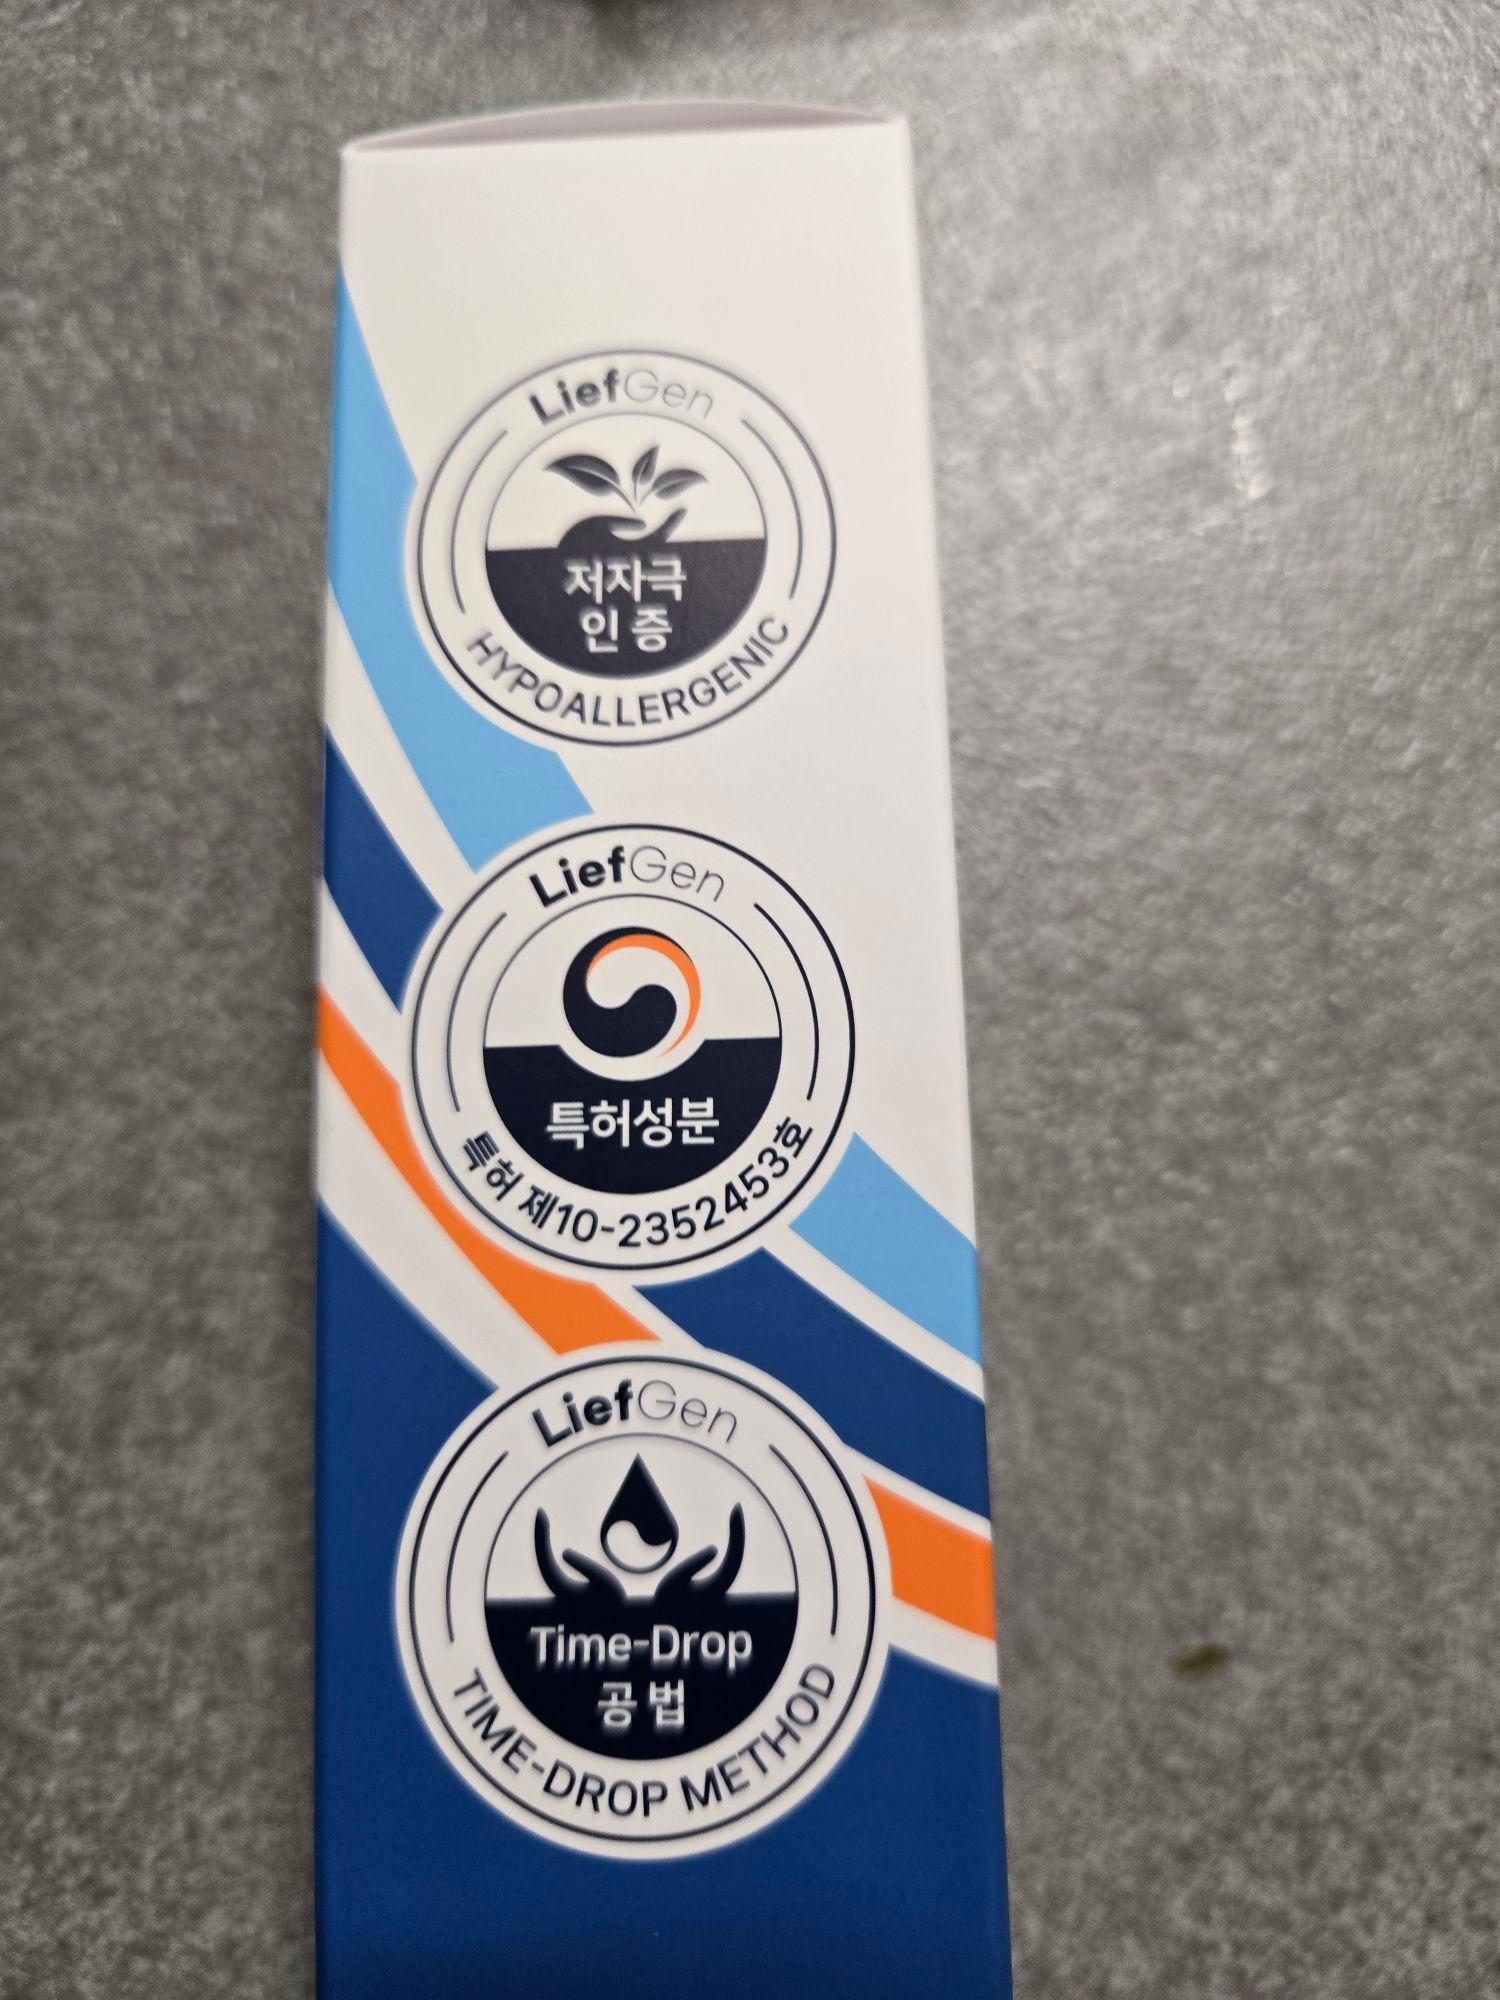 LiefGen
저자극
인증
HYPOALLERGENIC
LiefGen
특허성분
특허 제10-2352453호
LiefGen
Time-Drop
공법
TIME-DROP METHOD